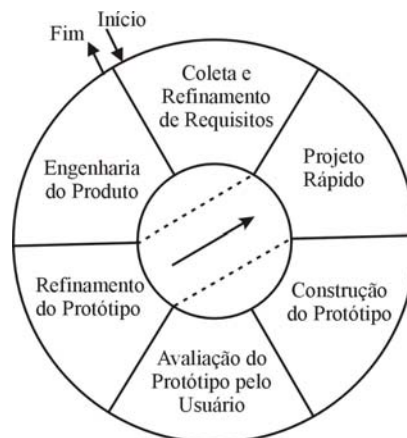 Início
Fim
Coleta e
Refinamento
de Requisitos
Projeto
Rápido
Construção
do Protótipo
Avaliação do
Protótipo pelo
Usuário
Refinamento
do Protótipo
Engenharia
do Produto